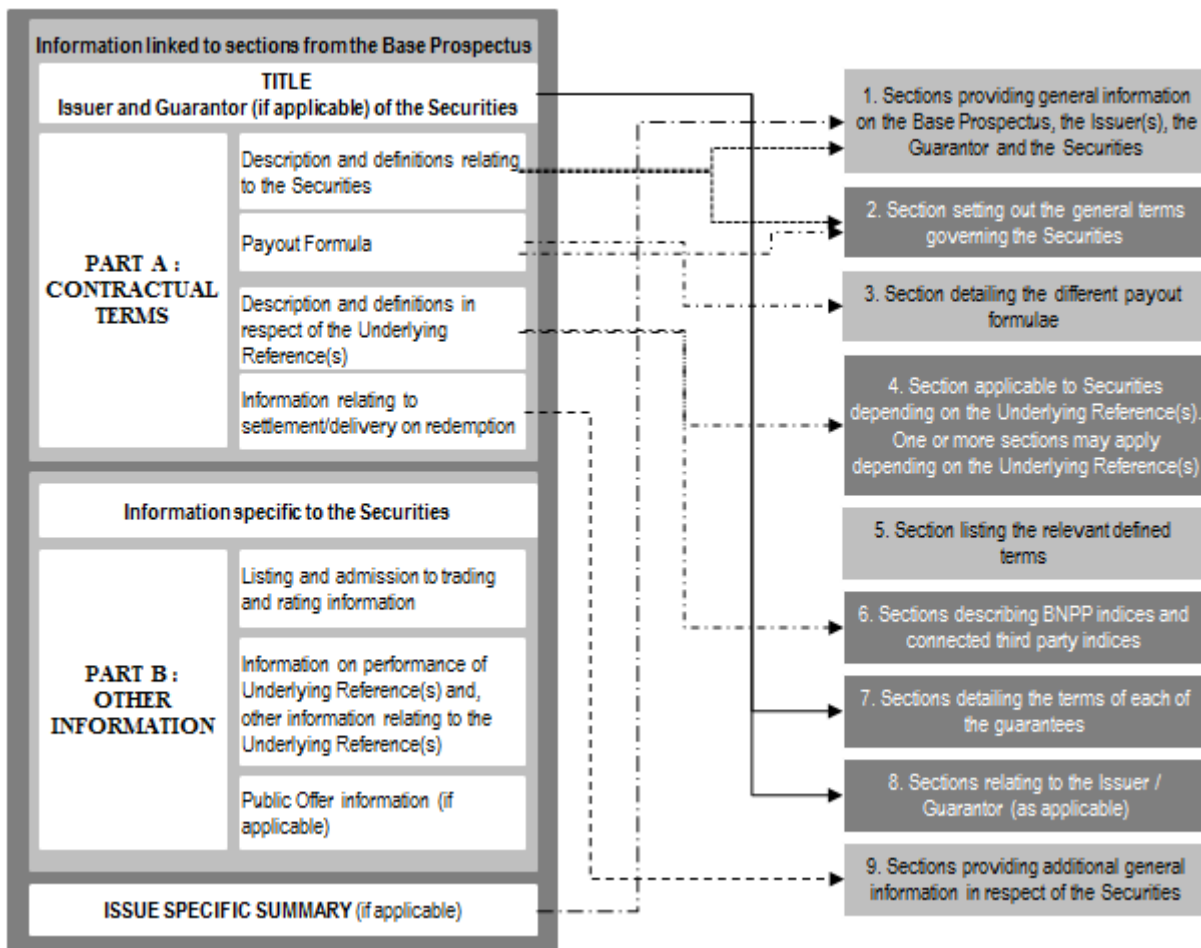 Information linked to sections from the Base Prospectus
TITLE
Issuer and Guarantor (if applicable) of the Securities
PART A :
CONTRACTUAL
TERMS
Description and definitions relating
to the Securities
Payout Formula
Description and definitions in
respect of the Underlying
Reference(s)
Information relating to
settlement/delivery on redemption
Information specific to the Securities
PART B :
OTHER
INFORMATION
Listing and admission to trading
and rating information
Information on performance of
Underlying Reference(s) and,
other information relating to the
Underlying Reference(s)
Public Offer information (if
applicable)
ISSUE SPECIFIC SUMMARY (if applicable)
1. Sections providing general information
on the Base Prospectus, the Issuer(s), the
Guarantor and the Securities
2. Section setting out the general terms
governing the Securities
3. Section detailing the different payout
formulae
4. Section applicable to Securities
depending on the Underlying Reference(s).
One or more sections may apply
depending on the Underlying Reference(s)
5. Section listing the relevant defined
terms
6. Sections describing BNPP indices and
connected third party indices
7. Sections detailing the terms of each of
the guarantees
8. Sections relating to the Issuer /
Guarantor (as applicable)
9. Sections providing additional general
information in respect of the Securities